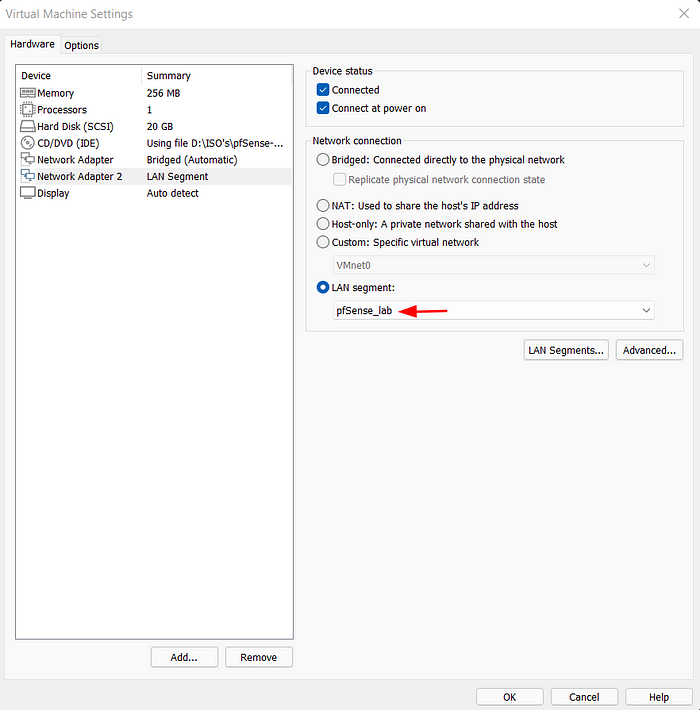 Virtual Machine Settings
Hardware
Options
Device Summary
Memory 256 MB
Processors 1
Hard Disk (SCSI) 20 GB
CD/DVD (IDE) Using file D:\ISO's\pfSense-...
Network Adapter Bridged (Automatic)
Network Adapter 2 LAN Segment
Display Auto detect
Add...
Remove
Device status
Connected
Connect at power on
Network connection
Bridged: Connected directly to the physical network
Replicate physical network connection state
NAT: Used to share the host's IP address
Host-only: A private network shared with the host
Custom: Specific virtual network
VMnet0
LAN segment:
pfSense_lab
LAN Segments...
Advanced...
OK
Cancel
Help